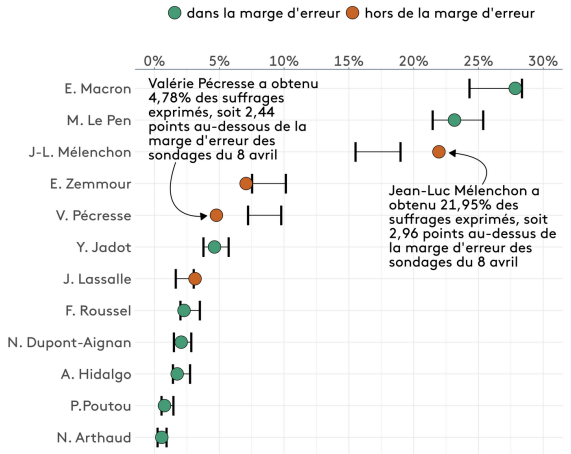 dans la marge d'erreur hors de la marge d'erreur
0% 5% 10% 15% 20% 25% 30%
E. Macron
Valérie Pécresse a obtenu
4,78% des suffrages
exprimés, soit 2,44
points au-dessous de la
marge d'erreur des
sondages du 8 avril
M. Le Pen
J-L. Mélenchon
E. Zemmour
Jean-Luc Mélenchon a
obtenu 21,95% des
suffrages exprimés, soit
2,96 points au-dessus de
la marge d'erreur des
sondages du 8 avril
V. Pécresse
Y. Jadot
J. Lassalle
F. Roussel
N. Dupont-Aignan
A. Hidalgo
P.Poutou
N. Arthaud